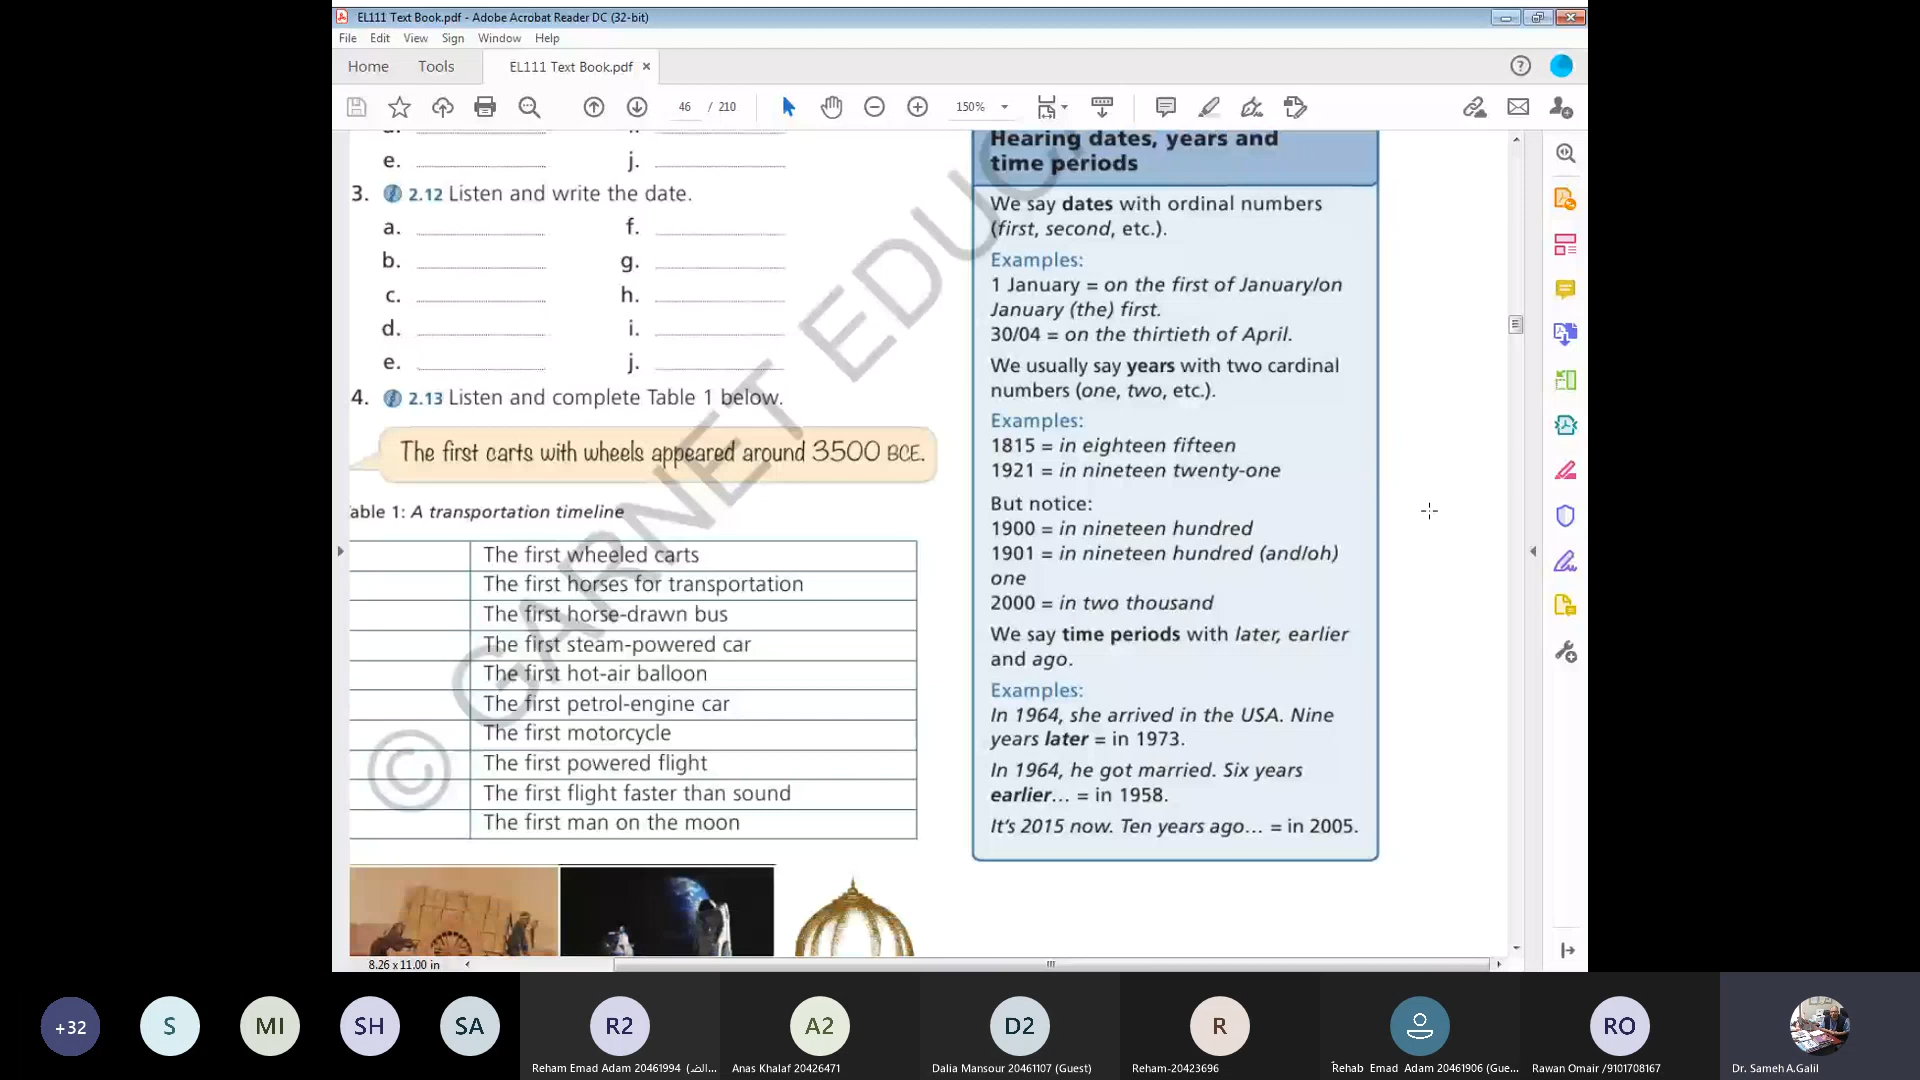 EL111 Text Book.pdf - Adobe Acrobat Reader DC (32-bit)
File Edit View Sign Window Help
Home Tools EL111 Text Book.pdf ×
46 / 210 150%
e. j.
3. 2.12 Listen and write the date.
a. f.
b. g.
c. h.
d. i.
e. j.
4. 2.13 Listen and complete Table 1 below.
The first carts with wheels appeared around 3500 BCE.
able 1: A transportation timeline
The first wheeled carts
The first horses for transportation
The first horse-drawn bus
The first steam-powered car
The first hot-air balloon
The first petrol-engine car
The first motorcycle
The first powered flight
The first flight faster than sound
The first man on the moon
© GARNET EDUC
Hearing dates, years and
time periods
We say dates with ordinal numbers
(first, second, etc.).
Examples:
1 January = on the first of January/on
January (the) first.
30/04 = on the thirtieth of April.
We usually say years with two cardinal
numbers (one, two, etc.).
Examples:
1815 = in eighteen fifteen
1921 = in nineteen twenty-one
But notice:
1900 = in nineteen hundred
1901 = in nineteen hundred (and/oh)
one
2000 = in two thousand
We say time periods with later, earlier
and ago.
Examples:
In 1964, she arrived in the USA. Nine
years later = in 1973.
In 1964, he got married. Six years
earlier… = in 1958.
It's 2015 now. Ten years ago… = in 2005.
8.26 x 11.00 in
+32 S MI SH SA R2 A2 D2 R RO
Reham Emad Adam 20461994 (الض...
Anas Khalaf 20426471
Dalia Mansour 20461107 (Guest)
Reham-20423696
Rehab Emad Adam 20461906 (Gue...
Rawan Omair /9101708167
Dr. Sameh A.Galil